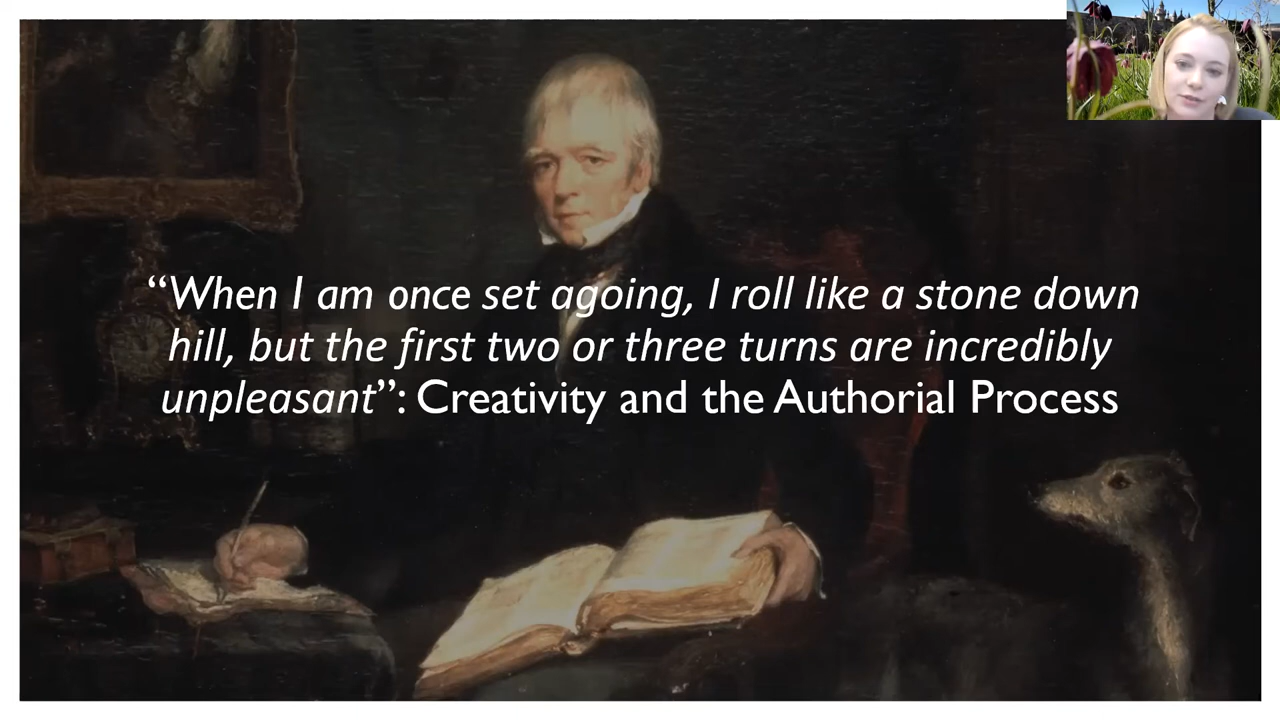 “When I am once set agoing, I roll like a stone down
hill, but the first two or three turns are incredibly
unpleasant”: Creativity and the Authorial Process